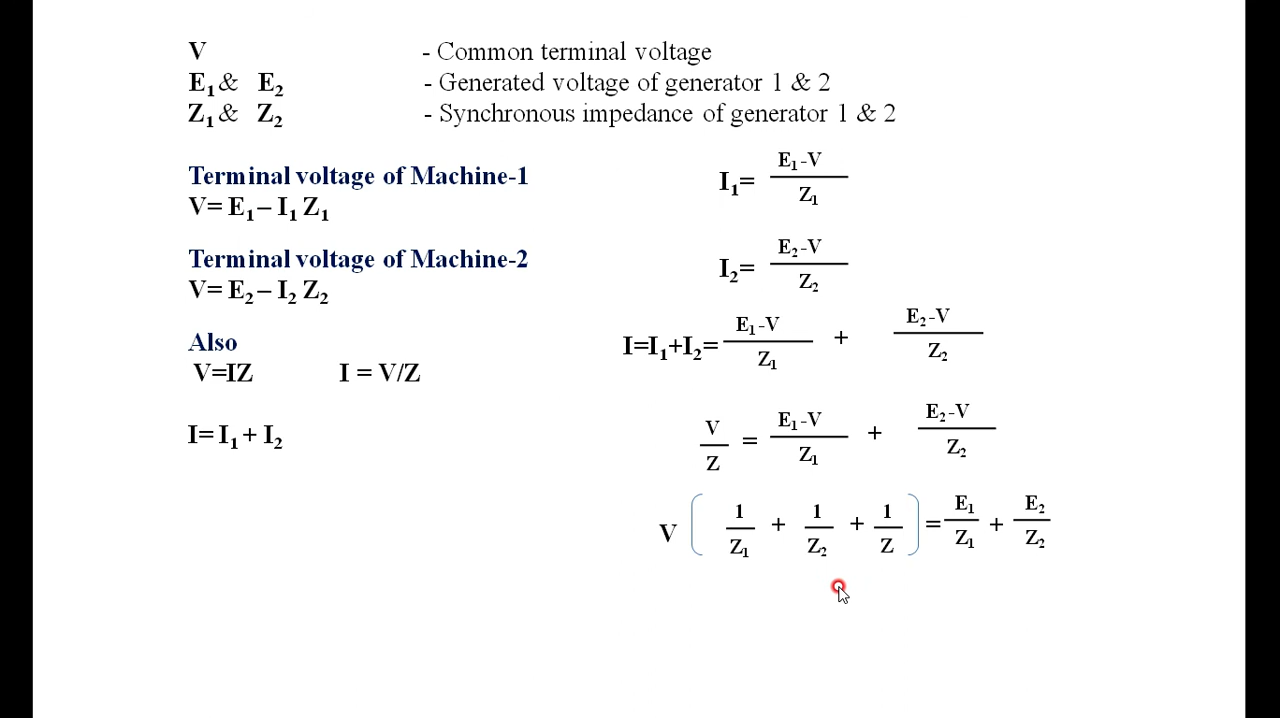 V - Common terminal voltage
E₁ & E₂ - Generated voltage of generator 1 & 2
Z₁ & Z₂ - Synchronous impedance of generator 1 & 2
Terminal voltage of Machine-1
V= E₁ – I₁ Z₁
Terminal voltage of Machine-2
V= E₂ – I₂ Z₂
Also
V=IZ I = V/Z
I= I₁ + I₂
I₁= E₁-V / Z₁
I₂= E₂-V / Z₂
I=I₁+I₂= E₁-V / Z₁ + E₂-V / Z₂
V / Z = E₁-V / Z₁ + E₂-V / Z₂
V ( 1 / Z₁ + 1 / Z₂ + 1 / Z ) = E₁ / Z₁ + E₂ / Z₂